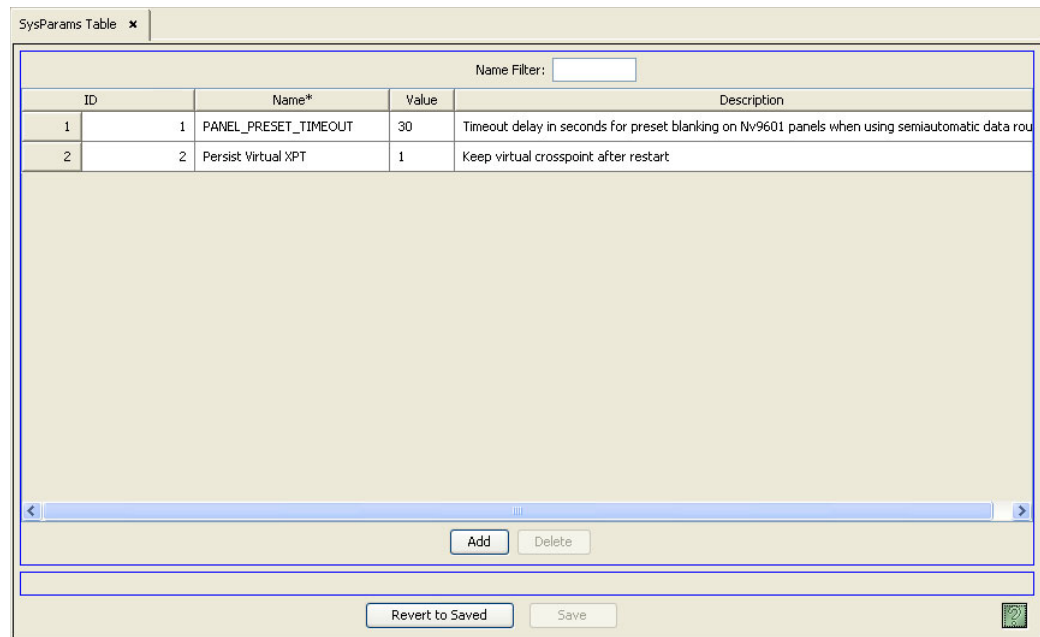 SysParams Table ×
Name Filter:
ID Name* Value Description
1 1 PANEL_PRESET_TIMEOUT 30 Timeout delay in seconds for preset blanking on Nv9601 panels when using semiautomatic data rou
2 2 Persist Virtual XPT 1 Keep virtual crosspoint after restart
Add Delete
Revert to Saved Save ?